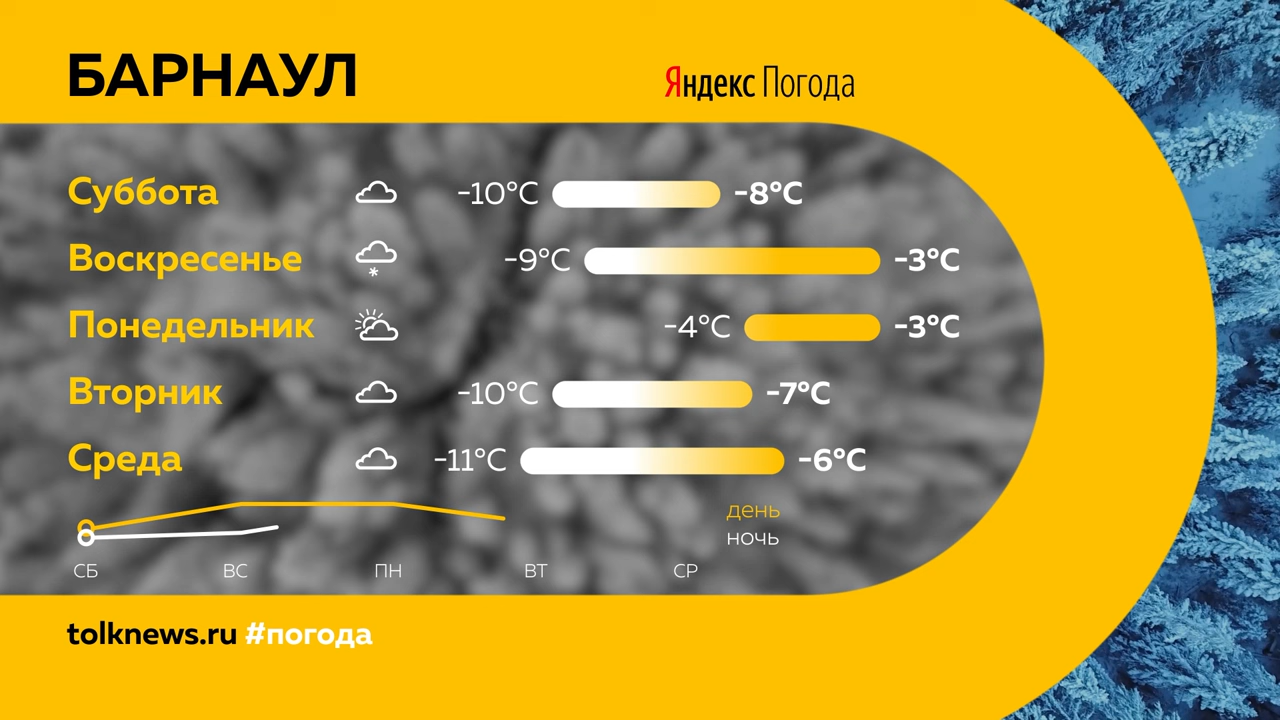 БАРНАУЛ
Яндекс Погода
Суббота -10°C -8°C
Воскресенье -9°C -3°C
Понедельник -4°C -3°C
Вторник -10°C -7°C
Среда -11°C -6°C
день
ночь
СБ ВС ПН ВТ СР
tolknews.ru #погода